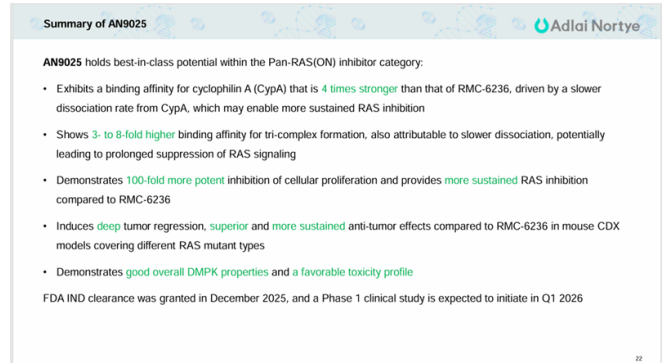 Summary of AN9025
Adlai Nortye
AN9025 holds best-in-class potential within the Pan-RAS(ON) inhibitor category:
• Exhibits a binding affinity for cyclophilin A (CypA) that is 4 times stronger than that of RMC-6236, driven by a slower
dissociation rate from CypA, which may enable more sustained RAS inhibition
• Shows 3- to 8-fold higher binding affinity for tri-complex formation, also attributable to slower dissociation, potentially
leading to prolonged suppression of RAS signaling
• Demonstrates 100-fold more potent inhibition of cellular proliferation and provides more sustained RAS inhibition
compared to RMC-6236
• Induces deep tumor regression, superior and more sustained anti-tumor effects compared to RMC-6236 in mouse CDX
models covering different RAS mutant types
• Demonstrates good overall DMPK properties and a favorable toxicity profile
FDA IND clearance was granted in December 2025, and a Phase 1 clinical study is expected to initiate in Q1 2026
22